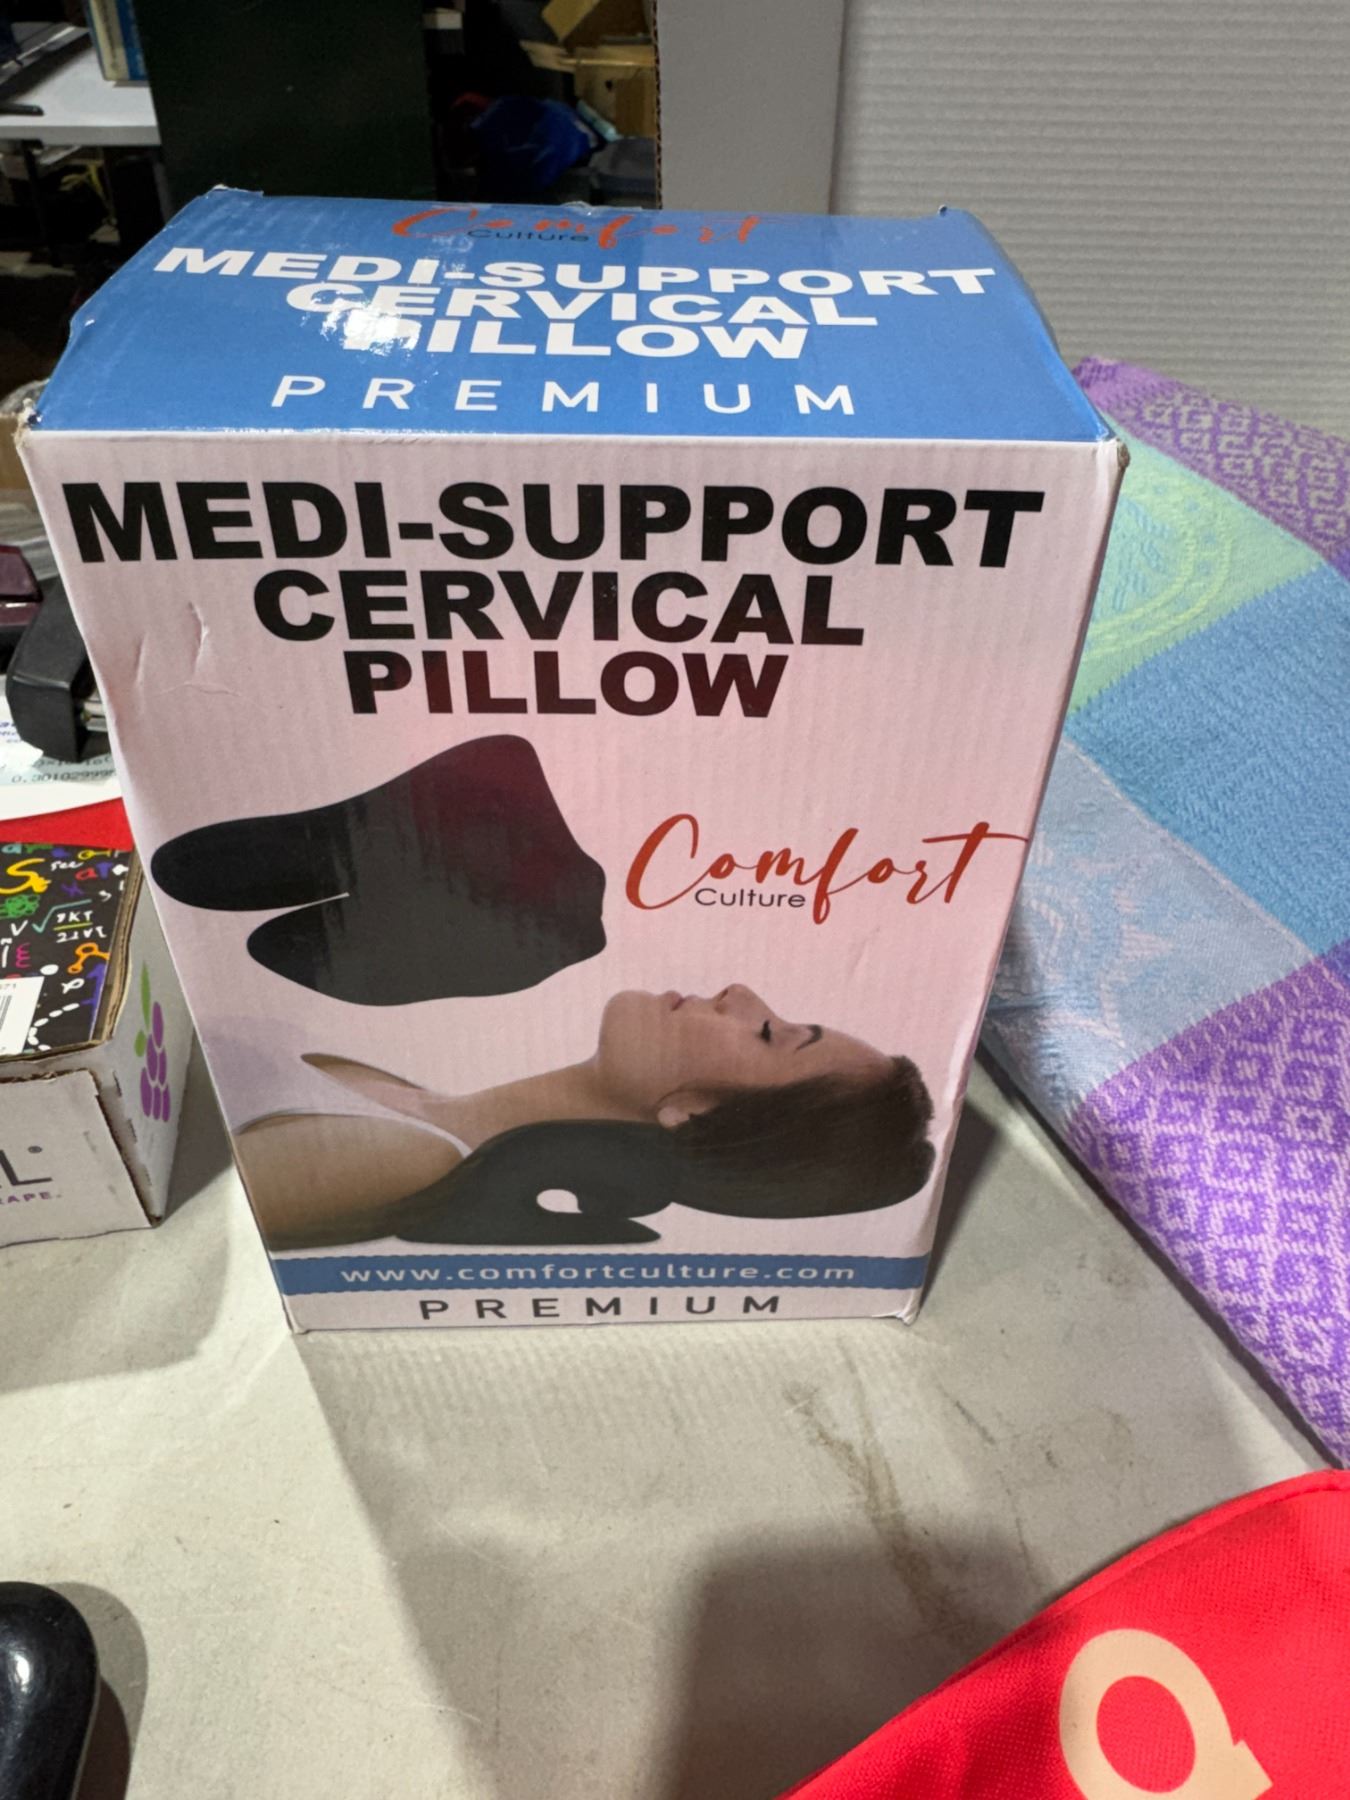 Comfort
Culture
MEDI-SUPPORT
CERVICAL
PILLOW
PREMIUM
MEDI-SUPPORT
CERVICAL
PILLOW
Comfort
Culture
www.comfortculture.com
PREMIUM